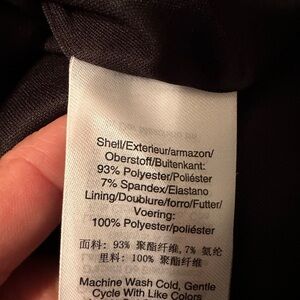 Shell/Exterieur/armazon/
Oberstoff/Buitenkant:
93% Polyester/Poliéster
7% Spandex/Elastano
Lining/Doublure/forro/Futter/
Voering:
100% Polyester/poliéster
面料: 93% 聚酯纤维, 7% 氨纶
里料: 100% 聚酯纤维
Machine Wash Cold, Gentle
Cycle With Like Colors